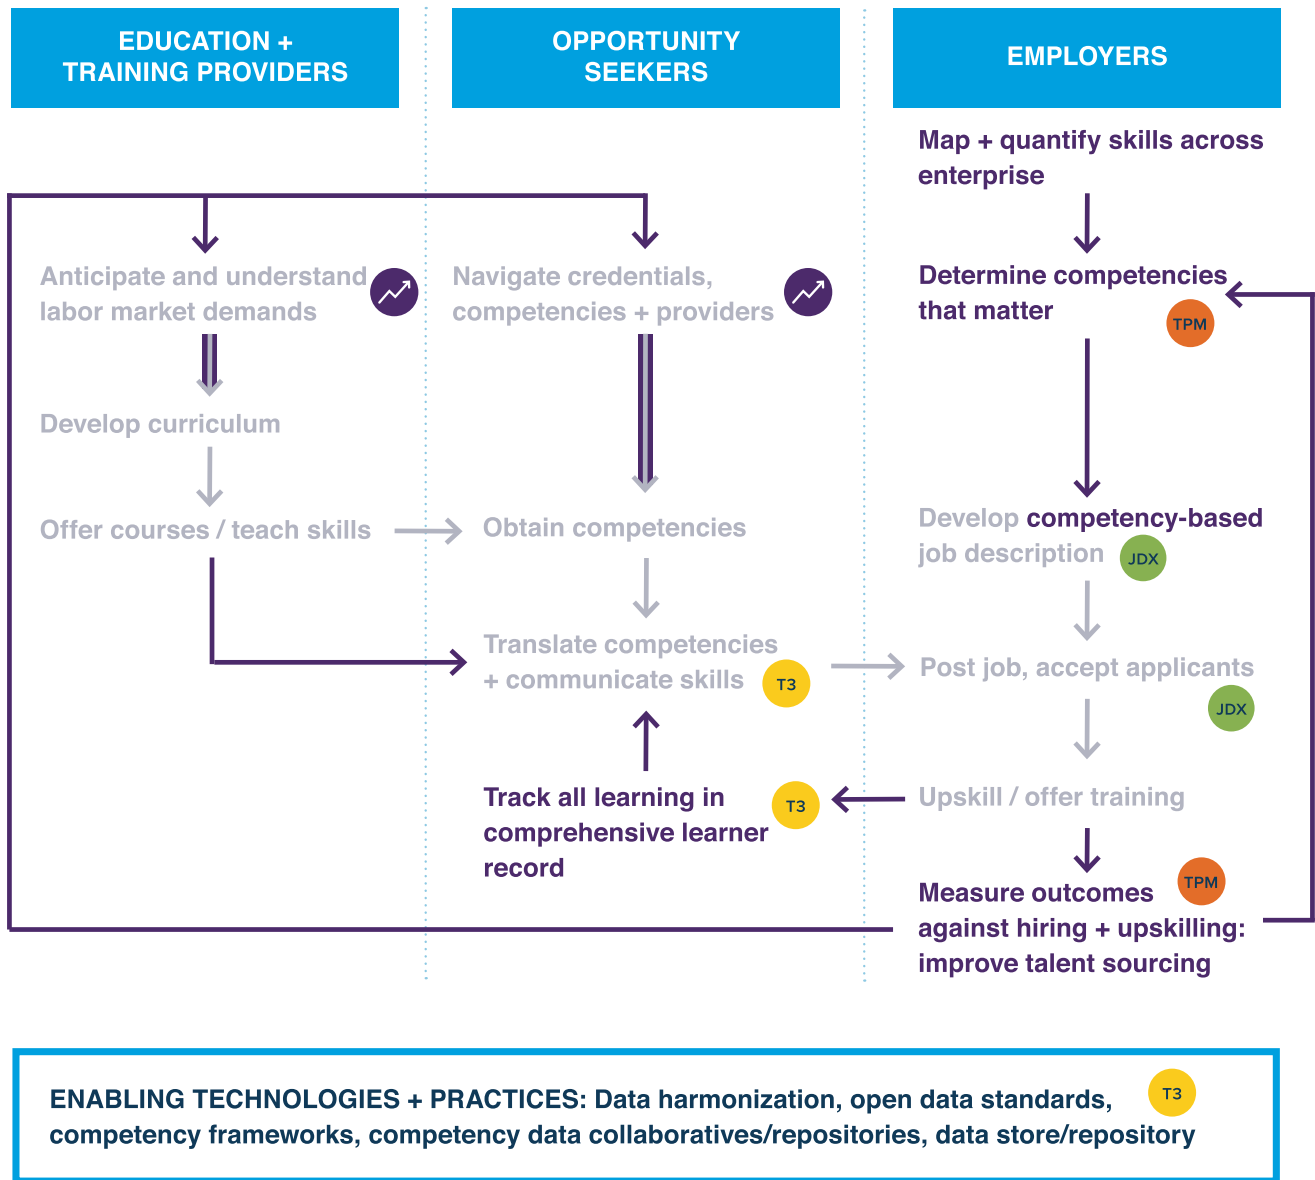 EDUCATION +
TRAINING PROVIDERS
OPPORTUNITY
SEEKERS
EMPLOYERS
Map + quantify skills across
enterprise
Anticipate and understand
labor market demands
Navigate credentials,
competencies + providers
Determine competencies
that matter
TPM
Develop curriculum
Offer courses / teach skills
Obtain competencies
Develop competency-based
job description
JDX
Translate competencies
+ communicate skills
T3
Post job, accept applicants
JDX
Track all learning in
comprehensive learner
record
T3
Upskill / offer training
TPM
Measure outcomes
against hiring + upskilling:
improve talent sourcing
ENABLING TECHNOLOGIES + PRACTICES: Data harmonization, open data standards,
T3
competency frameworks, competency data collaboratives/repositories, data store/repository